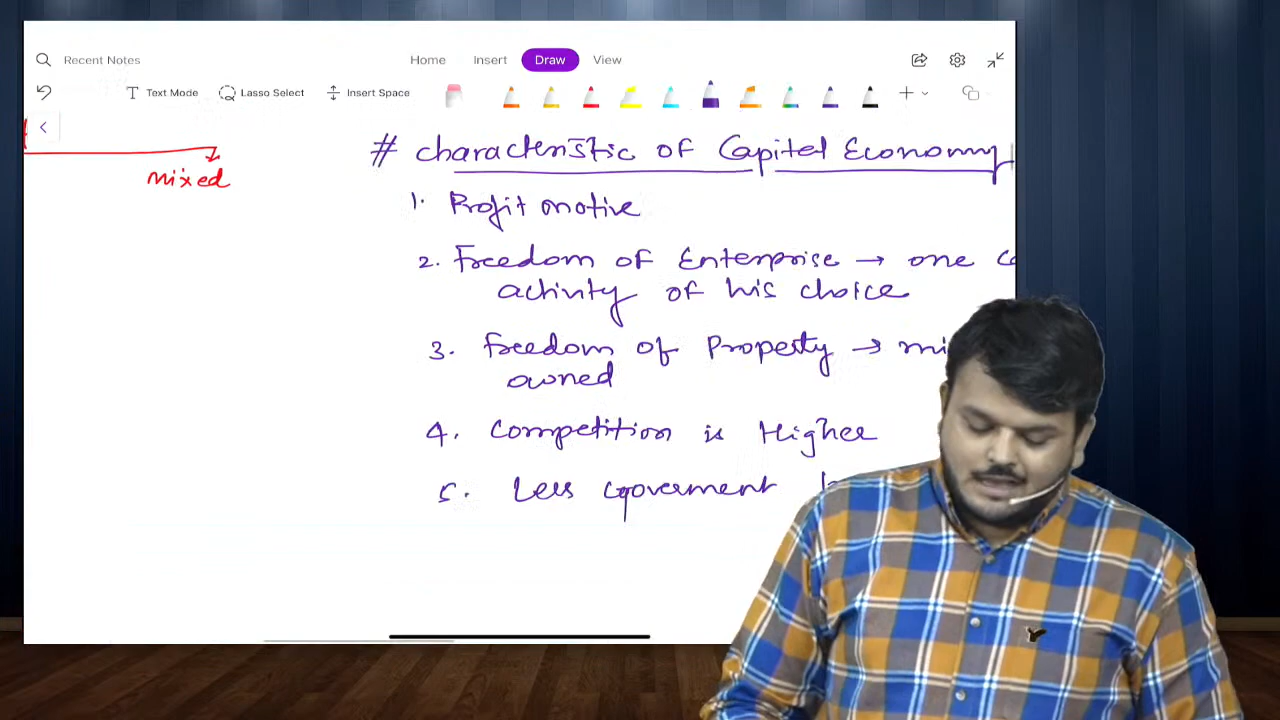 Recent Notes
Home Insert Draw View
Text Mode Lasso Select Insert Space
mixed
# characteristic of Capital Economy
1. Profit motive
2. Freedom of Enterprise → one
activity of his choice
3. Freedom of Property →
owned
4. Competition is Higher
5. Less goverment